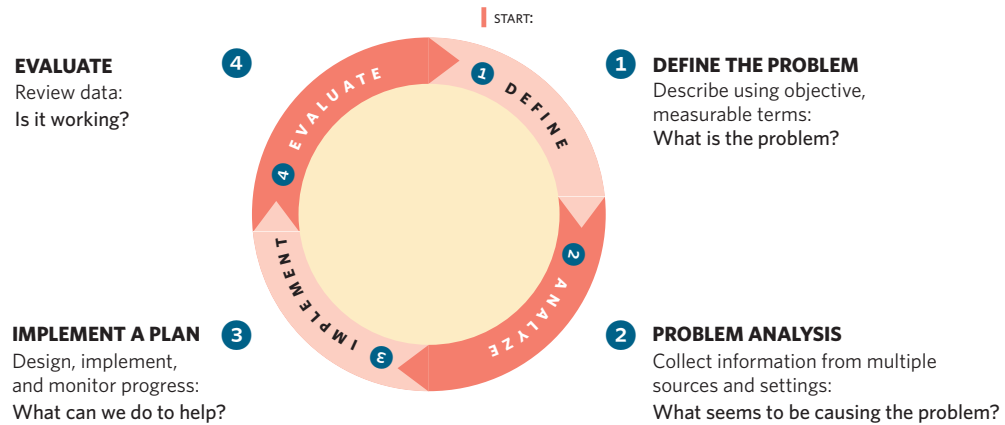 START:
1 DEFINE
2 ANALYZE
3 IMPLEMENT
4 EVALUATE
1 DEFINE THE PROBLEM
Describe using objective,
measurable terms:
What is the problem?
2 PROBLEM ANALYSIS
Collect information from multiple
sources and settings:
What seems to be causing the problem?
IMPLEMENT A PLAN 3
Design, implement,
and monitor progress:
What can we do to help?
EVALUATE 4
Review data:
Is it working?